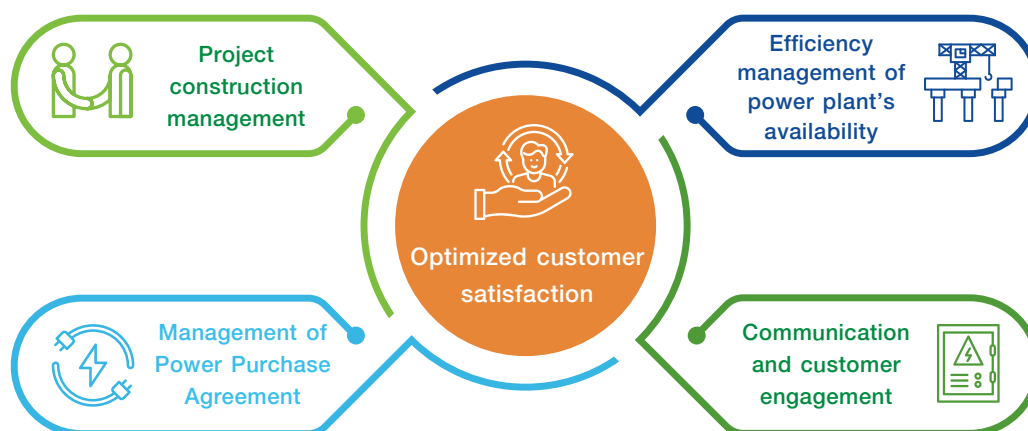 Project
construction
management
Efficiency
management of
power plant's
availability
Optimized customer
satisfaction
Management of
Power Purchase
Agreement
Communication
and customer
engagement